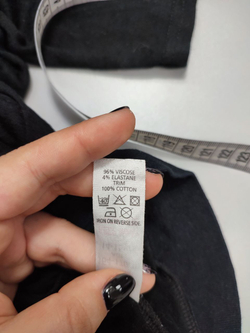 96% VISCOSE
4% ELASTANE
TRIM
100% COTTON
IRON ON REVERSE SIDE